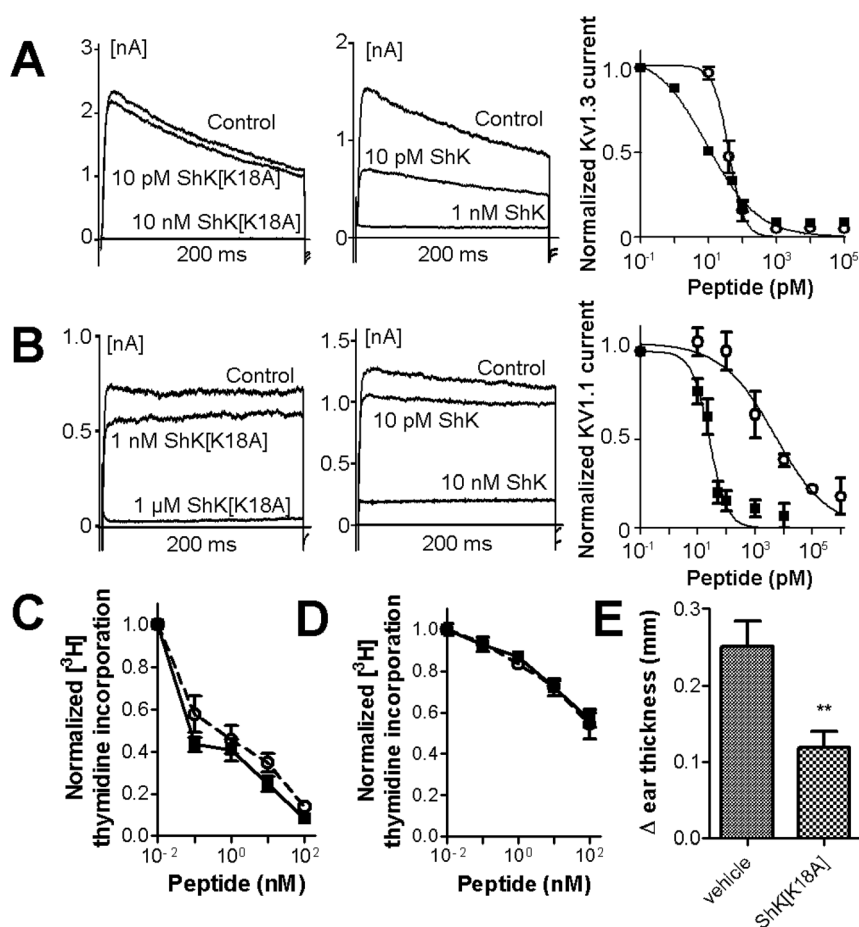 A
[nA]
3
2
1
0
Control
10 pM ShK[K18A]
10 nM ShK[K18A]
200 ms
[nA]
2
1
0
Control
10 pM ShK
1 nM ShK
200 ms
Normalized Kv1.3 current
1.0
0.5
0
10⁻¹ 10¹ 10³ 10⁵
Peptide (pM)
B
[nA]
1.0
0.5
0
Control
1 nM ShK[K18A]
1 µM ShK[K18A]
200 ms
[nA]
1.5
1.0
0.5
0
Control
10 pM ShK
10 nM ShK
200 ms
Normalized KV1.1 current
1.0
0.5
0
10⁻¹ 10¹ 10³ 10⁵
Peptide (pM)
C
Normalized [³H]
thymidine incorporation
1.0
0.8
0.6
0.4
0.2
0.0
10⁻² 10⁰ 10²
Peptide (nM)
D
Normalized [³H]
thymidine incorporation
1.0
0.8
0.6
0.4
0.2
0.0
10⁻² 10⁰ 10²
Peptide (nM)
E
Δ ear thickness (mm)
0.3
0.2
0.1
0.0
**
vehicle
ShK[K18A]